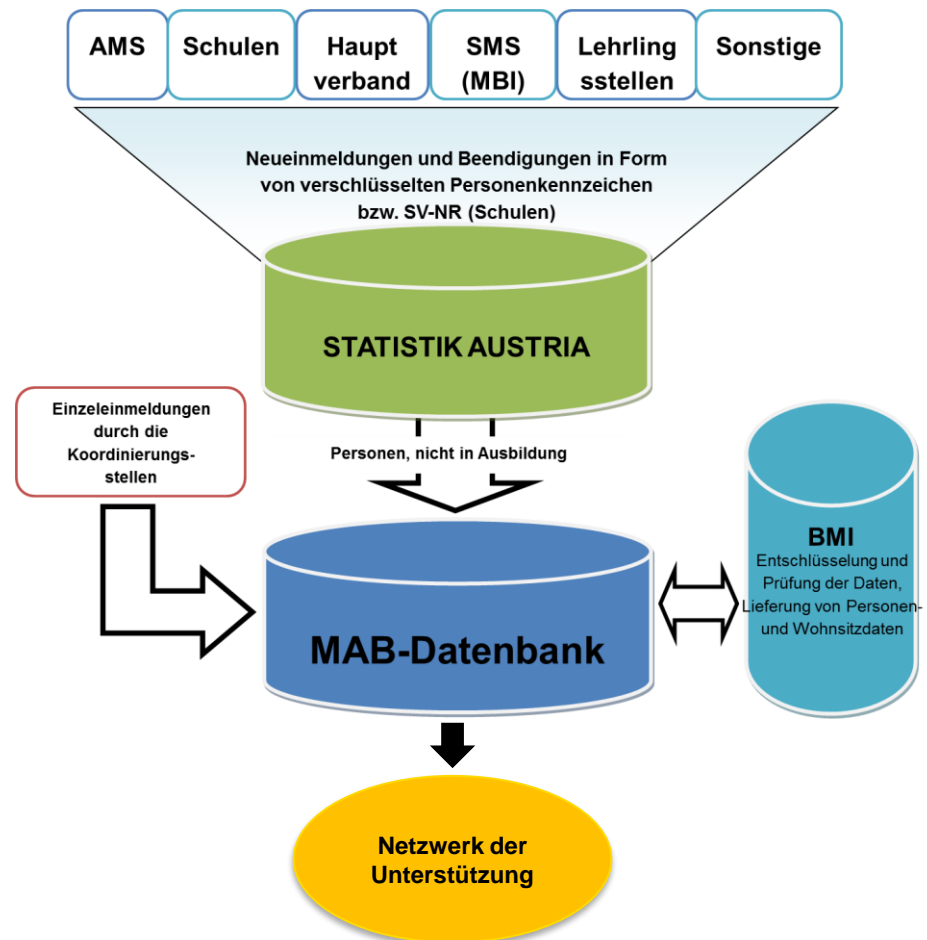 AMS
Schulen
Haupt
verband
SMS
(MBI)
Lehrling
sstellen
Sonstige
Neueinmeldungen und Beendigungen in Form
von verschlüsselten Personenkennzeichen
bzw. SV-NR (Schulen)
STATISTIK AUSTRIA
Einzeleinmeldungen
durch die
Koordinierungs-
stellen
Personen, nicht in Ausbildung
BMI
Entschlüsselung und
Prüfung der Daten,
Lieferung von Personen-
und Wohnsitzdaten
MAB-Datenbank
Netzwerk der
Unterstützung